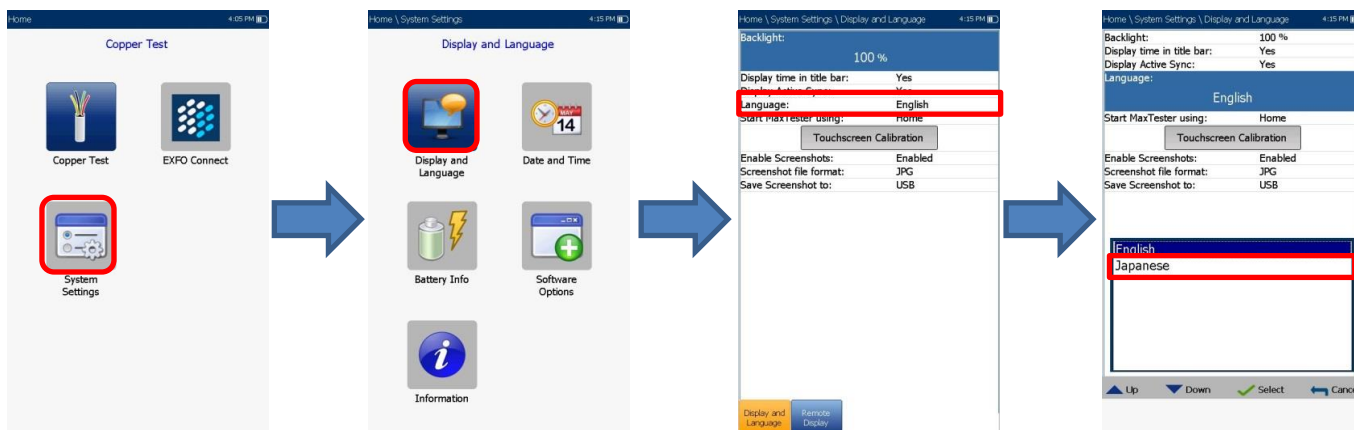 Home 4:05 PM
Copper Test
Copper Test EXFO Connect
System
Settings
Home \ System Settings 4:15 PM
Display and Language
MAY
14
Display and
Language
Date and Time
Battery Info
Software
Options
Information
Home \ System Settings \ Display and Language 4:15 PM
Backlight:
100 %
Display time in title bar: Yes
Display Active Sync: Yes
Language: English
Start MaxTester using: Home
Touchscreen Calibration
Enable Screenshots: Enabled
Screenshot file format: JPG
Save Screenshot to: USB
Display and
Language
Remote
Display
Home \ System Settings \ Display and Language 4:15 PM
Backlight: 100 %
Display time in title bar: Yes
Display Active Sync: Yes
Language:
English
Start MaxTester using: Home
Touchscreen Calibration
Enable Screenshots: Enabled
Screenshot file format: JPG
Save Screenshot to: USB
English
Japanese
Up Down Select Canc